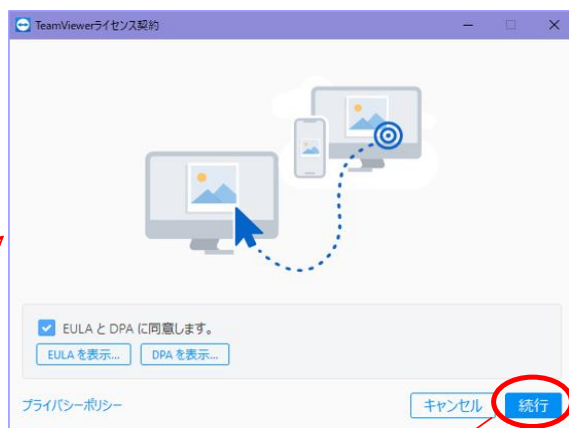 TeamViewerライセンス契約
EULA と DPA に同意します。
EULA を表示... DPA を表示...
プライバシーポリシー キャンセル 続行